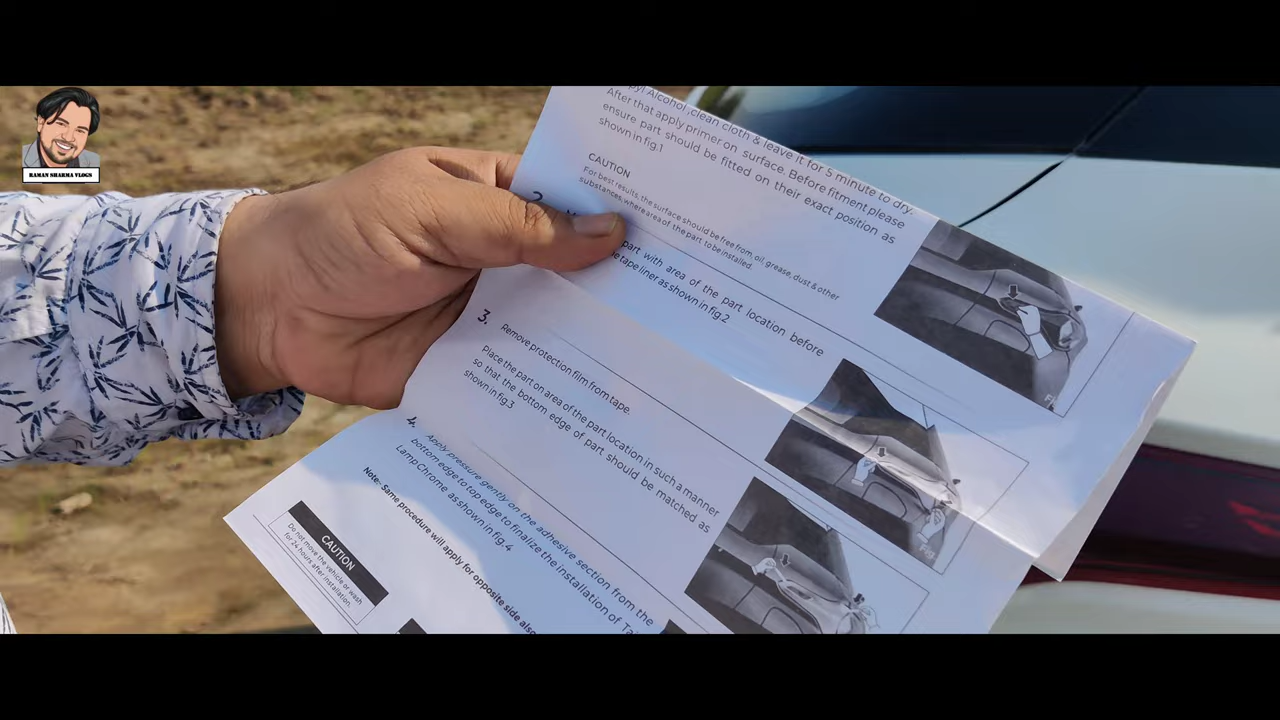 RAMAN SHARMA VLOGS
pyl Alcohol ,clean cloth & leave it for 5 minute to dry.
After that apply primer on surface. Before fitment please
ensure part should be fitted on their exact position as
shown in fig.1
CAUTION
For best results, the surface should be free from, oil, grease, dust & other
substances, where area of the part to be installed.
2.
part with area of the part location before
tape liner as shown in fig.2
3.
Remove protection film from tape.
Place the part on area of the part location in such a manner
so that the bottom edge of part should be matched as
shown in fig.3
4.
Apply pressure gently on the adhesive section from the
bottom edge to top edge to finalize the installation of Tai
Lamp Chrome as shown in fig.4
Note:- Same procedure will apply for opposite side also
CAUTION
Do not move the vehicle or wash
for 24 hours after installation.